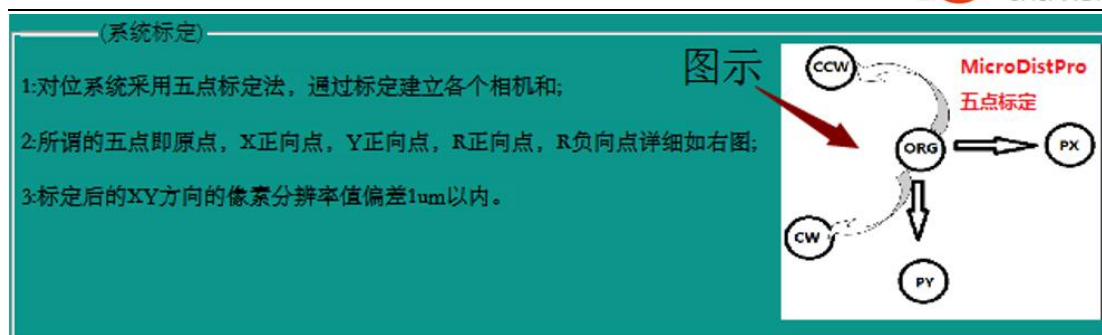 (系统标定)
1:对位系统采用五点标定法，通过标定建立各个相机和;
2:所谓的五点即原点，X正向点，Y正向点，R正向点，R负向点详细如右图;
3:标定后的XY方向的像素分辨率值偏差1um以内。
图示
MicroDistPro
五点标定
CCW
ORG
PX
CW
PY